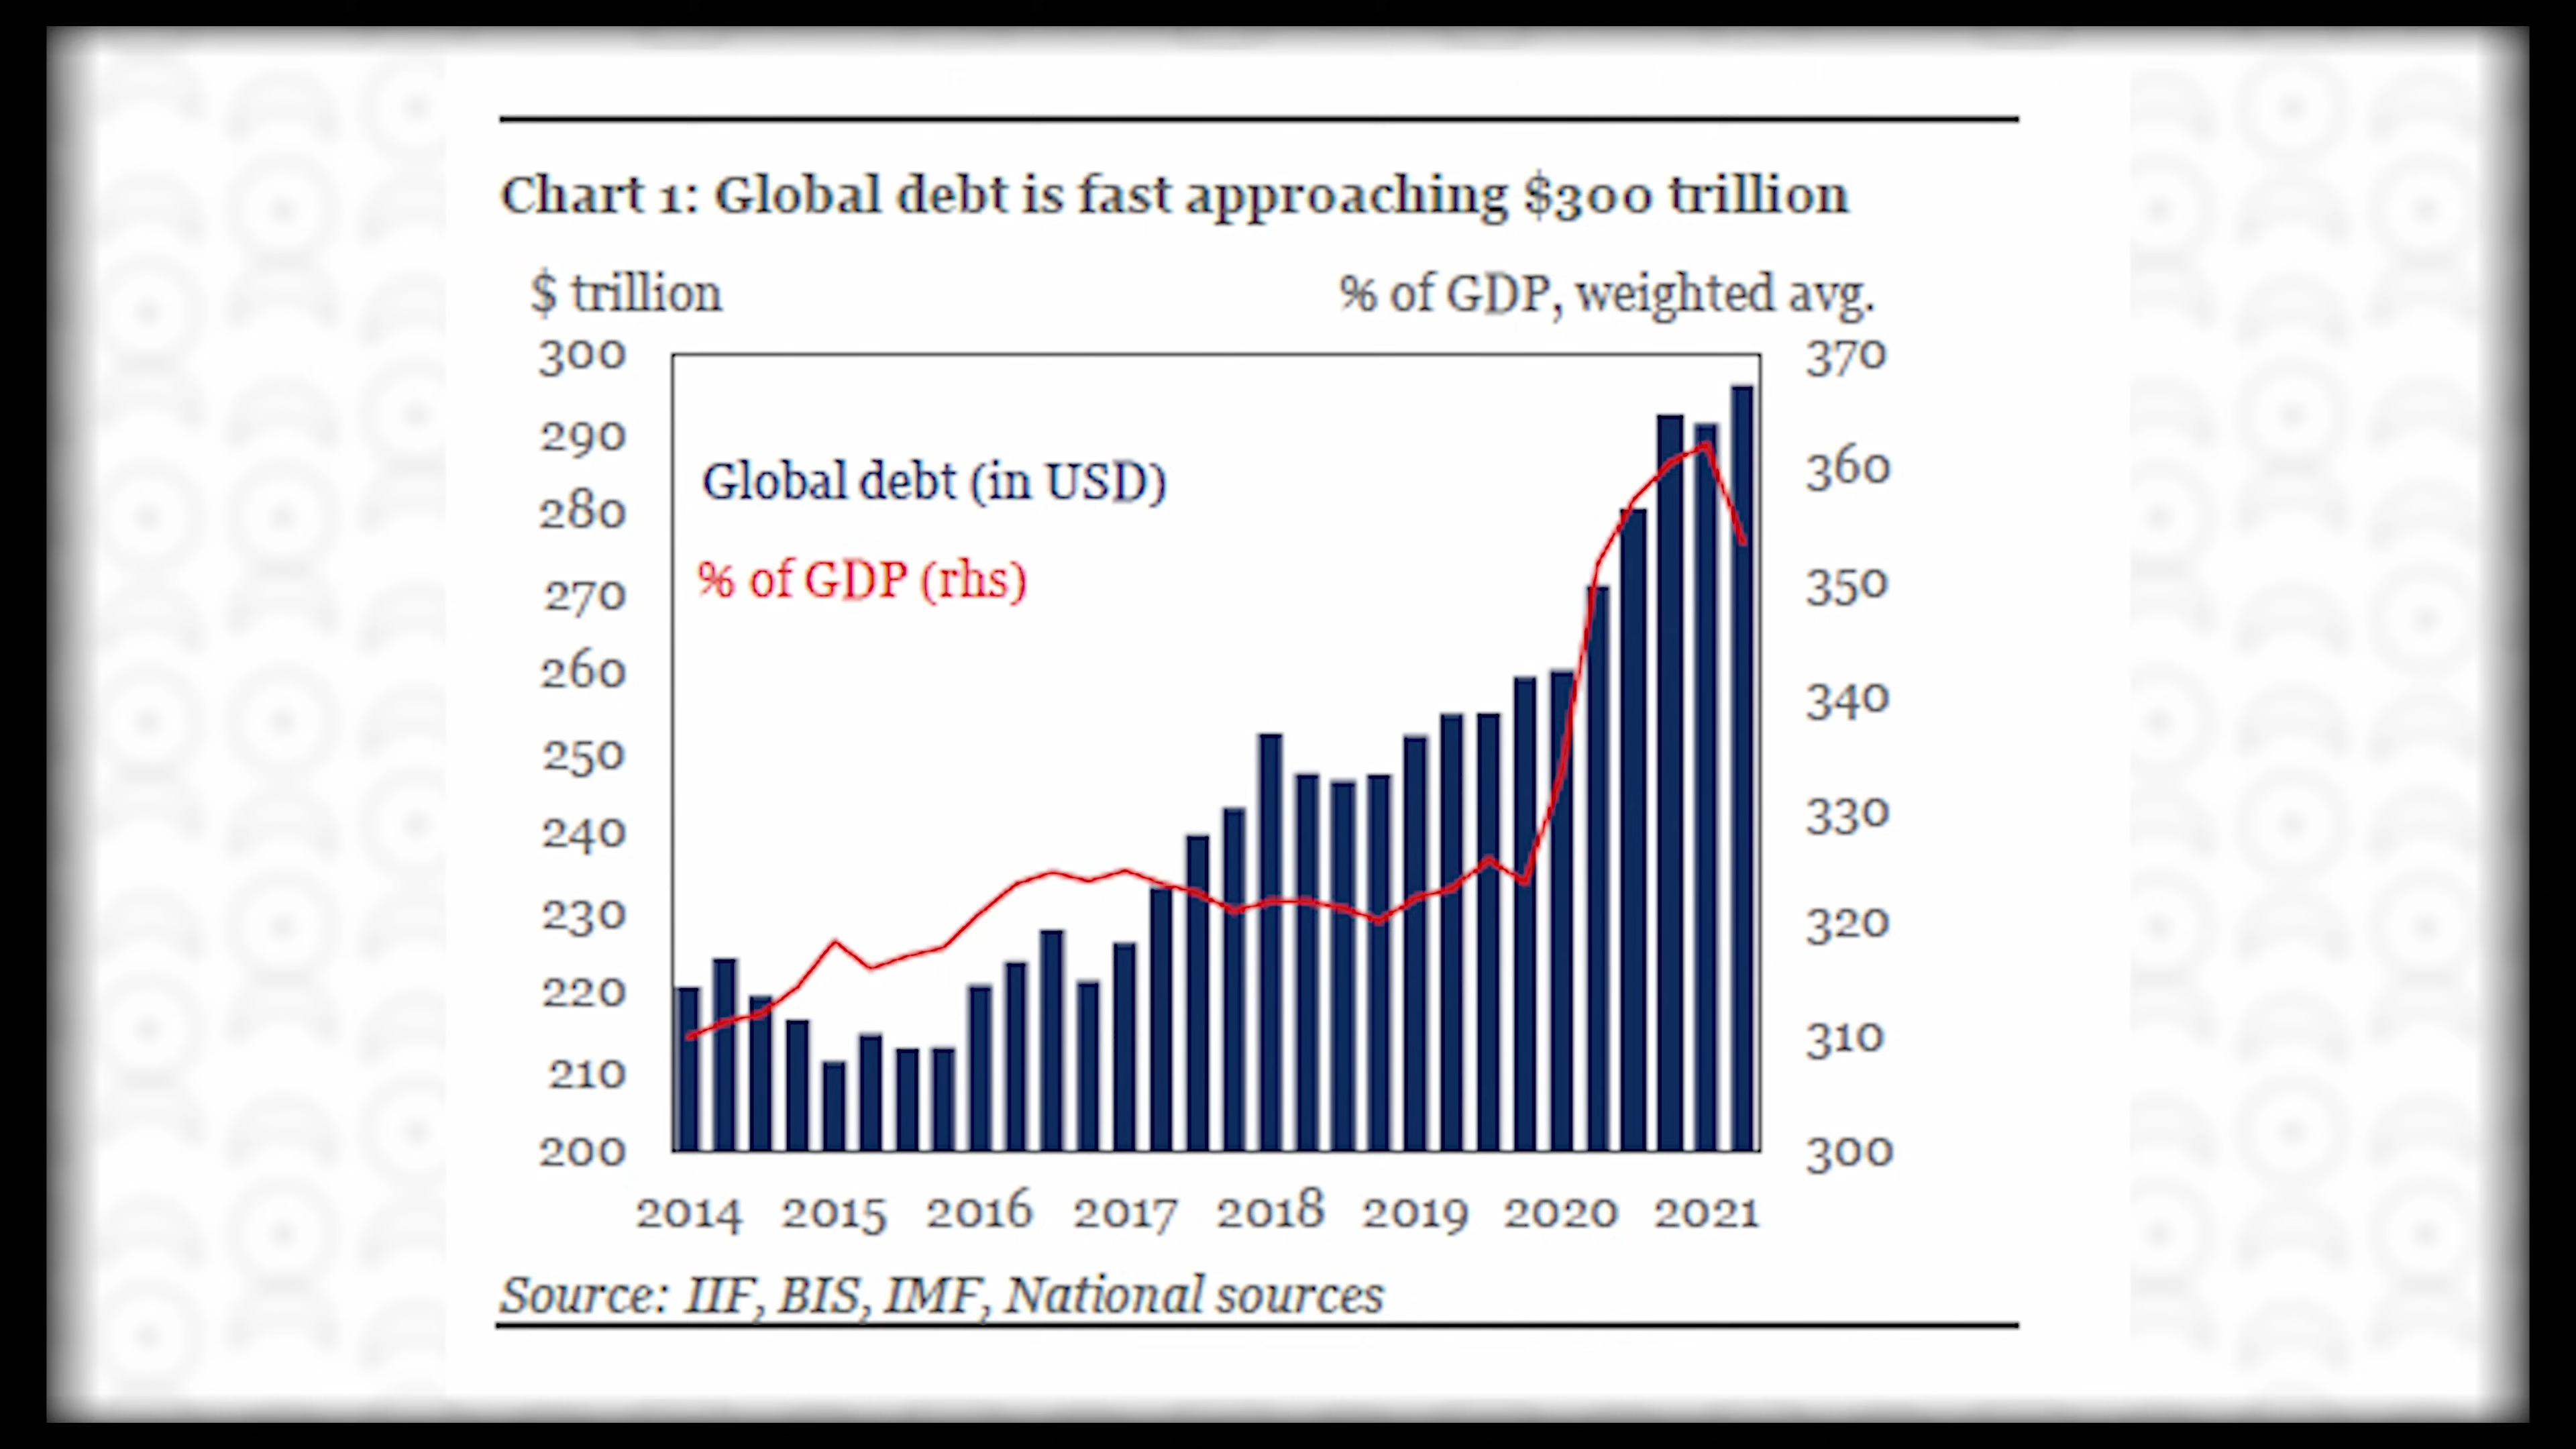 Chart 1: Global debt is fast approaching $300 trillion
$ trillion % of GDP, weighted avg.
300 370
290
360
Global debt (in USD)
280
% of GDP (rhs)
270 350
260
340
250
240 330
230
320
220
310
210
200 300
2014 2015 2016 2017 2018 2019 2020 2021
Source: IIF, BIS, IMF, National sources